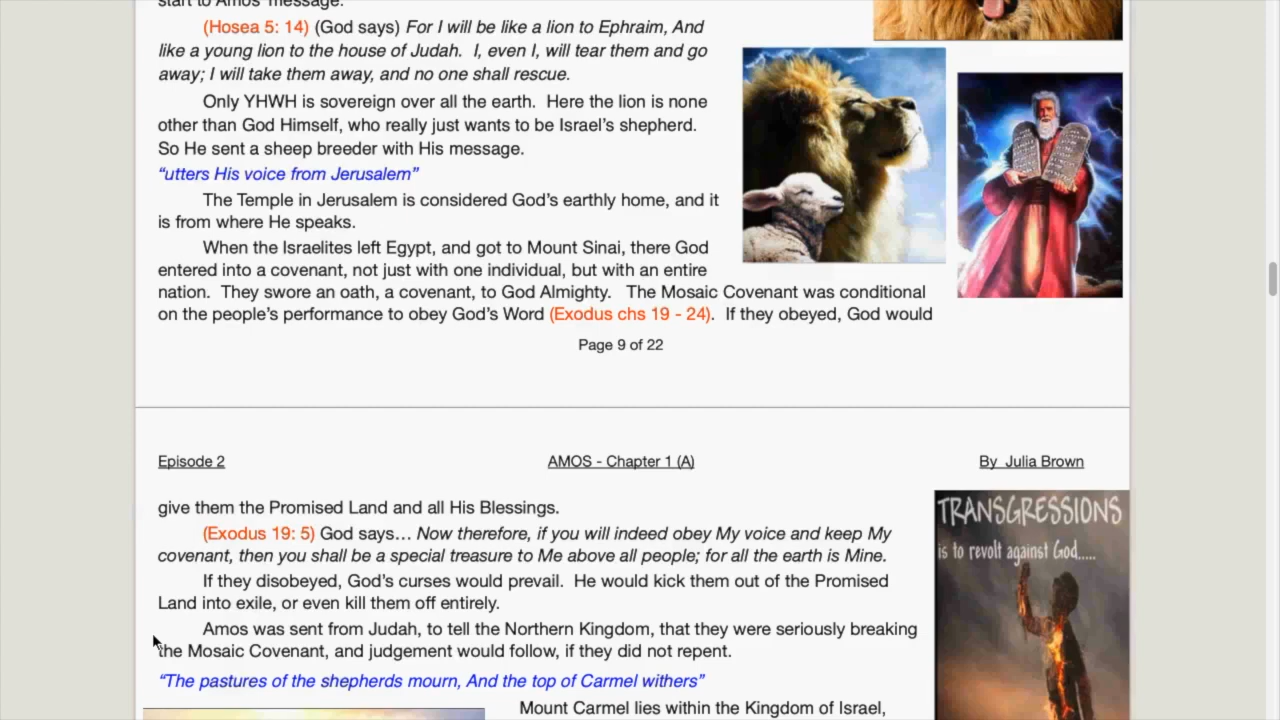 start to Amos' message.
(Hosea 5: 14) (God says) For I will be like a lion to Ephraim, And
like a young lion to the house of Judah. I, even I, will tear them and go
away; I will take them away, and no one shall rescue.
Only YHWH is sovereign over all the earth. Here the lion is none
other than God Himself, who really just wants to be Israel's shepherd.
So He sent a sheep breeder with His message.
“utters His voice from Jerusalem”
The Temple in Jerusalem is considered God's earthly home, and it
is from where He speaks.
When the Israelites left Egypt, and got to Mount Sinai, there God
entered into a covenant, not just with one individual, but with an entire
nation. They swore an oath, a covenant, to God Almighty. The Mosaic Covenant was conditional
on the people's performance to obey God's Word (Exodus chs 19 - 24). If they obeyed, God would
Page 9 of 22
Episode 2 AMOS - Chapter 1 (A) By Julia Brown
give them the Promised Land and all His Blessings.
(Exodus 19: 5) God says… Now therefore, if you will indeed obey My voice and keep My
covenant, then you shall be a special treasure to Me above all people; for all the earth is Mine.
If they disobeyed, God's curses would prevail. He would kick them out of the Promised
Land into exile, or even kill them off entirely.
Amos was sent from Judah, to tell the Northern Kingdom, that they were seriously breaking
the Mosaic Covenant, and judgement would follow, if they did not repent.
“The pastures of the shepherds mourn, And the top of Carmel withers”
Mount Carmel lies within the Kingdom of Israel,
TRANSGRESSIONS
is to revolt against God.....